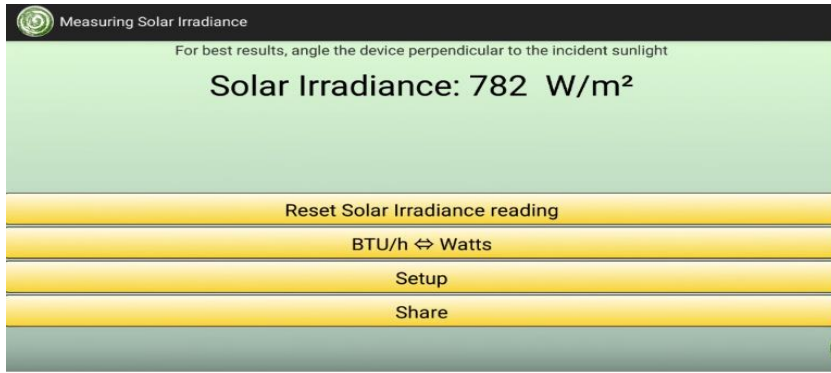 Measuring Solar Irradiance
For best results, angle the device perpendicular to the incident sunlight
Solar Irradiance: 782 W/m²
Reset Solar Irradiance reading
BTU/h ⇔ Watts
Setup
Share